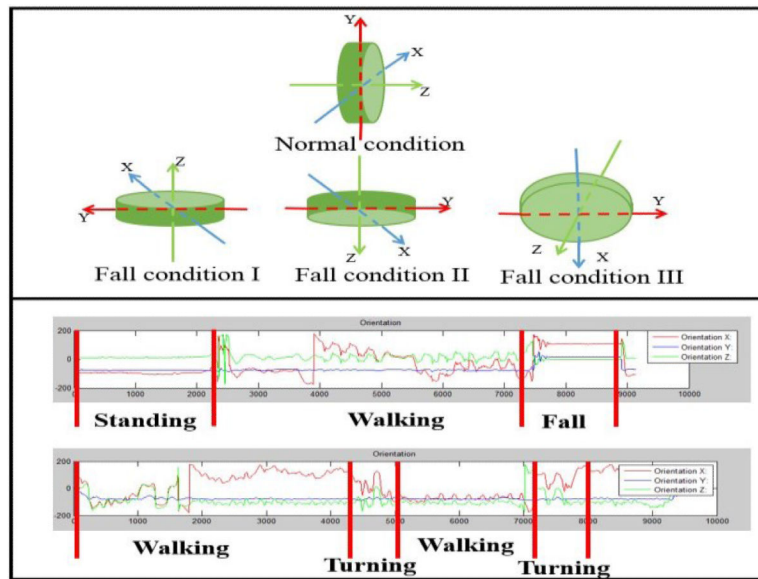 Y
X
Z
Normal condition
X
Z
Y
Fall condition I
Y
Z
X
Fall condition II
Y
Z
X
Fall condition III
Orientation
200
0
-200
0
1000
2000
3000
4000
5000
6000
7000
8000
9000
10000
Orientation X:
Orientation Y:
Orientation Z:
Standing
Walking
Fall
Orientation
200
0
-200
0
1000
2000
3000
4000
5000
6000
7000
8000
9000
10000
Orientation X:
Orientation Y:
Orientation Z:
Walking
Turning
Walking
Turning